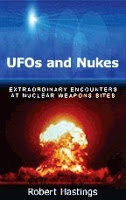 UFOs and Nukes
EXTRAORDINARY ENCOUNTERS
AT NUCLEAR WEAPONS SITES
Robert Hastings